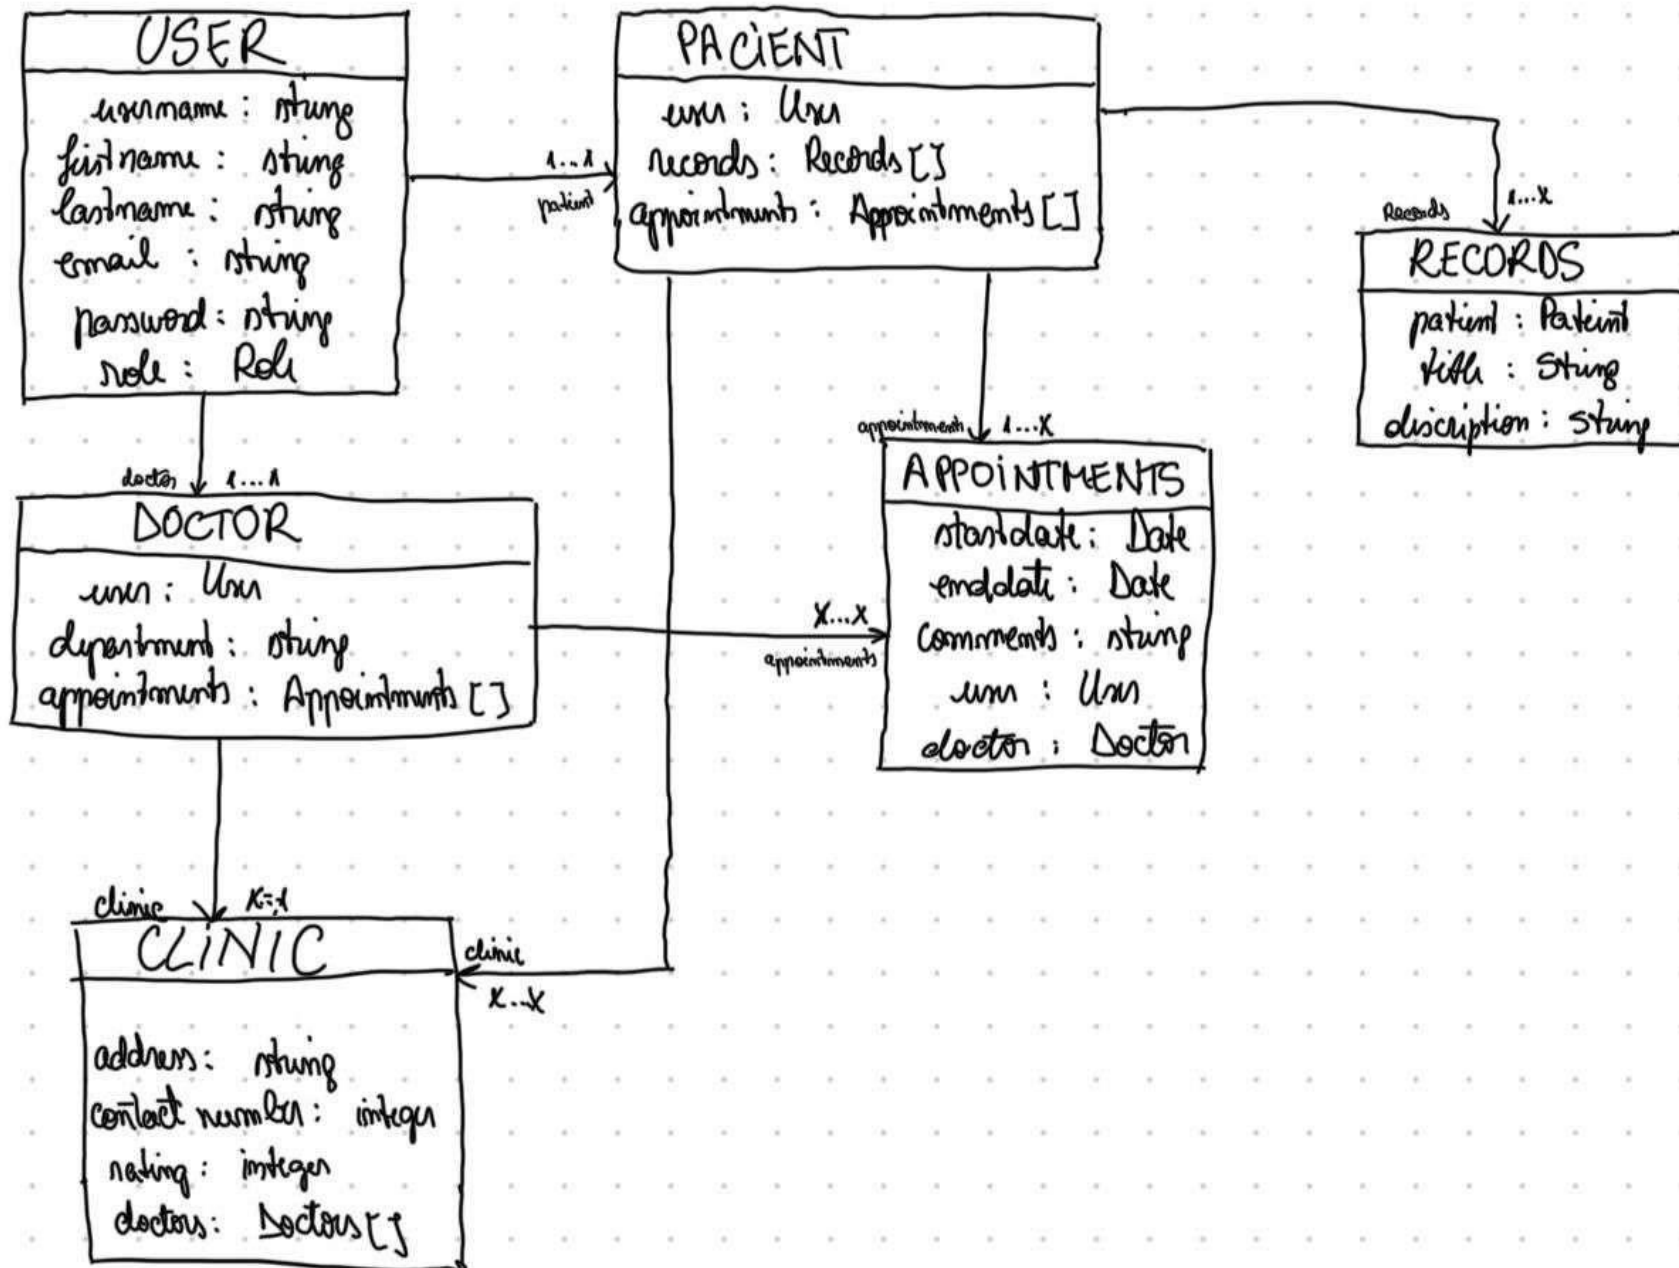 USER
username: string
firstname: string
lastname: string
email: string
password: string
role: Role
1...1
patient
PACIENT
user: User
records: Records[]
appointments: Appointments[]
Records
1...X
RECORDS
patient: Pateint
title: String
discription: String
doctor
1...1
DOCTOR
user: User
department: string
appointments: Appointments[]
X...X
appointments
appointments
1...X
APPOINTMENTS
startdate: Date
enddate: Date
comments: string
user: User
doctor: Doctor
clinic
CLINIC
clinic
X...X
address: string
contact number: integer
rating: integer
doctors: Doctors[]